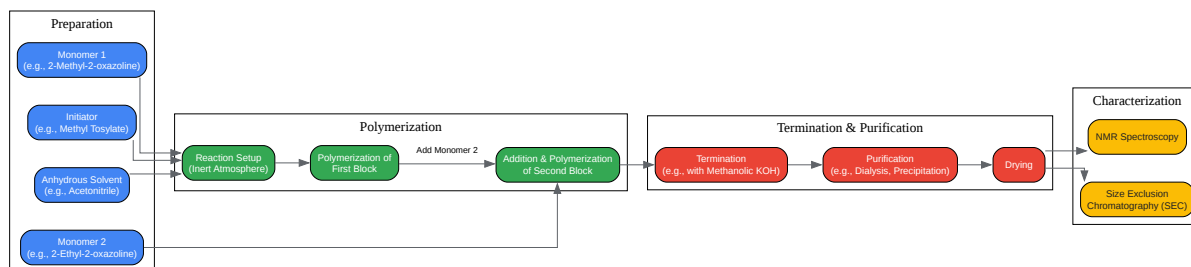 Preparation
Monomer 1
(e.g., 2-Methyl-2-oxazoline)
Initiator
(e.g., Methyl Tosylate)
Anhydrous Solvent
(e.g., Acetonitrile)
Monomer 2
(e.g., 2-Ethyl-2-oxazoline)
Polymerization
Reaction Setup
(Inert Atmosphere)
Polymerization of
First Block
Add Monomer 2
Addition & Polymerization
of Second Block
Termination & Purification
Termination
(e.g., with Methanolic KOH)
Purification
(e.g., Dialysis, Precipitation)
Drying
Characterization
NMR Spectroscopy
Size Exclusion
Chromatography (SEC)